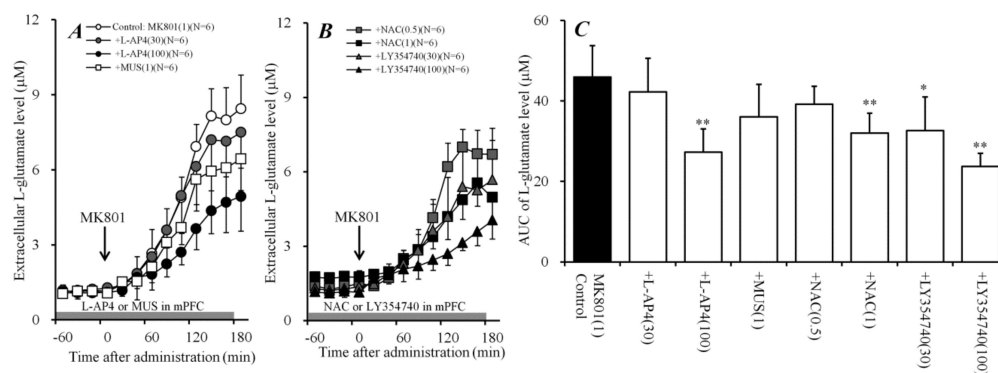 A
Control: MK801(1)(N=6)
+L-AP4(30)(N=6)
+L-AP4(100)(N=6)
+MUS(1)(N=6)
Extracellular L-glutamate level (μM)
12
9
6
3
0
MK801
L-AP4 or MUS in mPFC
-60 0 60 120 180
Time after administration (min)
B
+NAC(0.5)(N=6)
+NAC(1)(N=6)
+LY354740(30)(N=6)
+LY354740(100)(N=6)
Extracellular L-glutamate level (μM)
12
9
6
3
0
MK801
NAC or LY354740 in mPFC
-60 0 60 120 180
Time after administration (min)
C
AUC of L-glutamate level (μM)
60
40
20
0
** ** * **
MK801(1)
Control
+L-AP4(30)
+L-AP4(100)
+MUS(1)
+NAC(0.5)
+NAC(1)
+LY354740(30)
+LY354740(100)